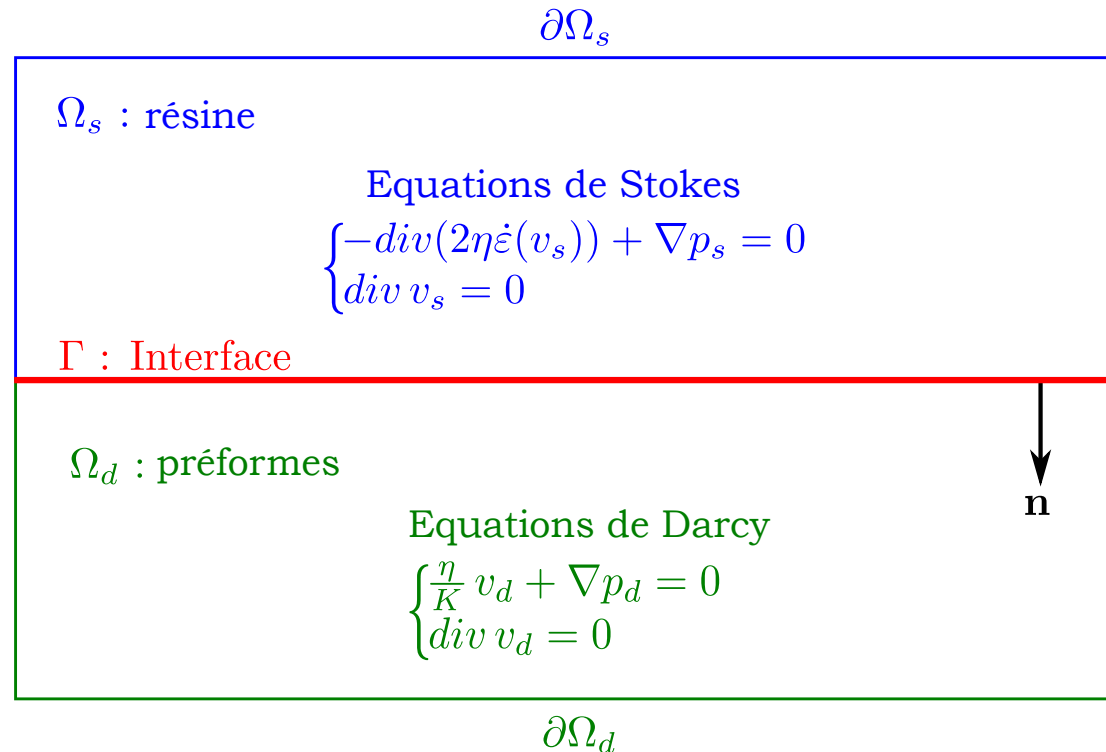 ∂Ω_s
Ω_s : résine
Equations de Stokes
−div(2ηε̇(v_s)) + ∇p_s = 0
div v_s = 0
Γ : Interface
Ω_d : préformes
n
Equations de Darcy
η/K v_d + ∇p_d = 0
div v_d = 0
∂Ω_d